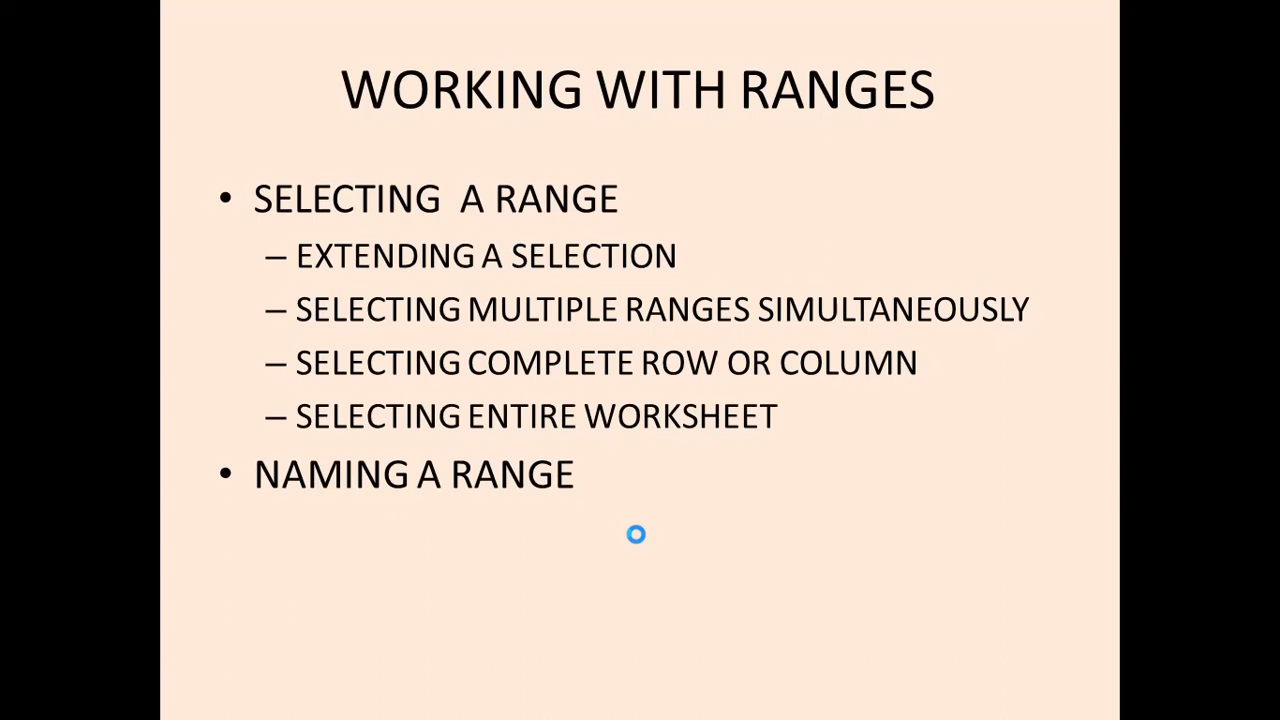 WORKING WITH RANGES
• SELECTING A RANGE
– EXTENDING A SELECTION
– SELECTING MULTIPLE RANGES SIMULTANEOUSLY
– SELECTING COMPLETE ROW OR COLUMN
– SELECTING ENTIRE WORKSHEET
• NAMING A RANGE